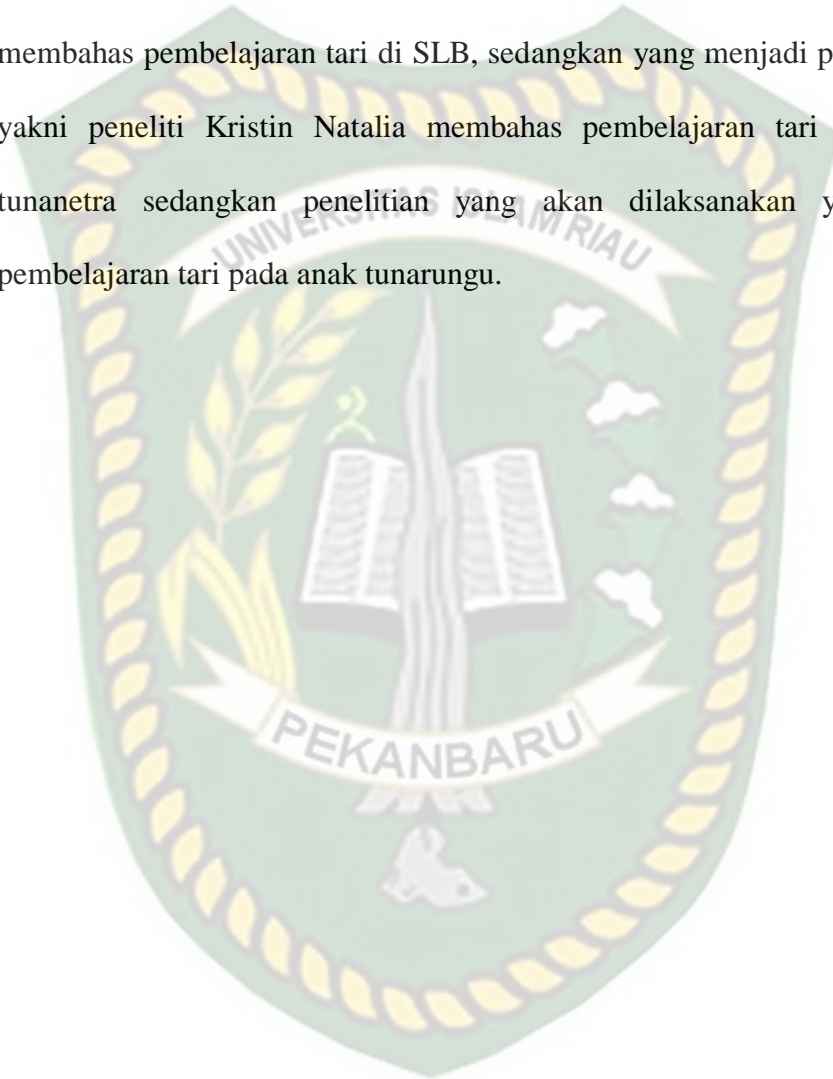 membahas pembelajaran tari di SLB, sedangkan yang menjadi p
yakni peneliti Kristin Natalia membahas pembelajaran tari
tunanetra sedangkan penelitian yang akan dilaksanakan y
pembelajaran tari pada anak tunarungu.
UNIVERSITAS ISLAM RIAU
PEKANBARU